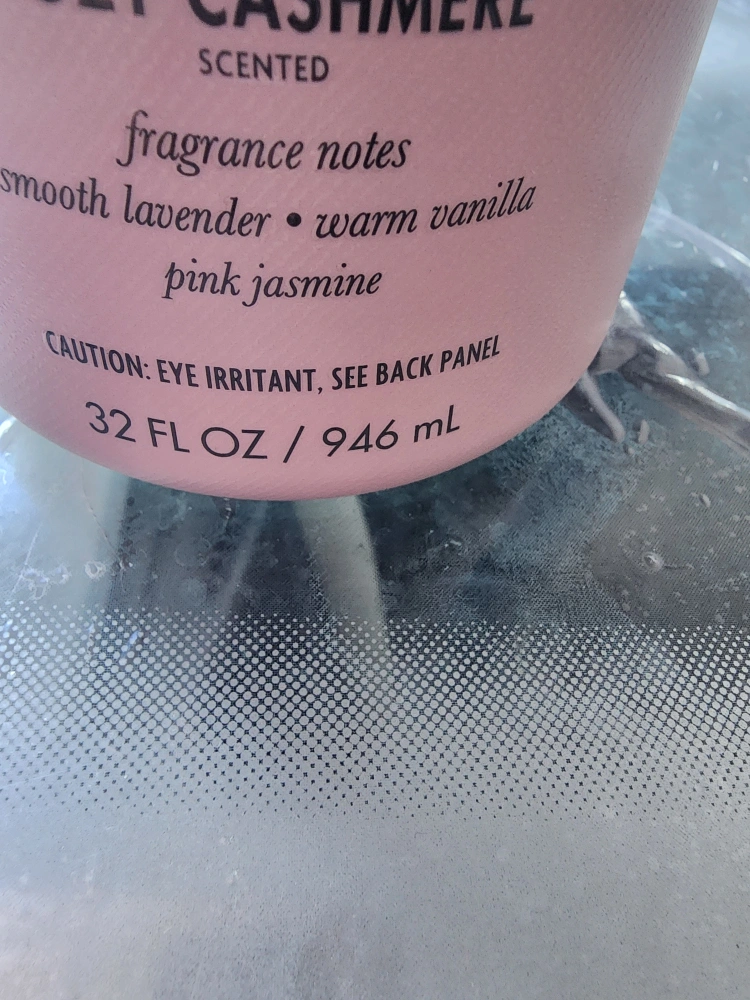 CASHMERE
SCENTED
fragrance notes
smooth lavender • warm vanilla
pink jasmine
CAUTION: EYE IRRITANT, SEE BACK PANEL
32 FL OZ / 946 mL